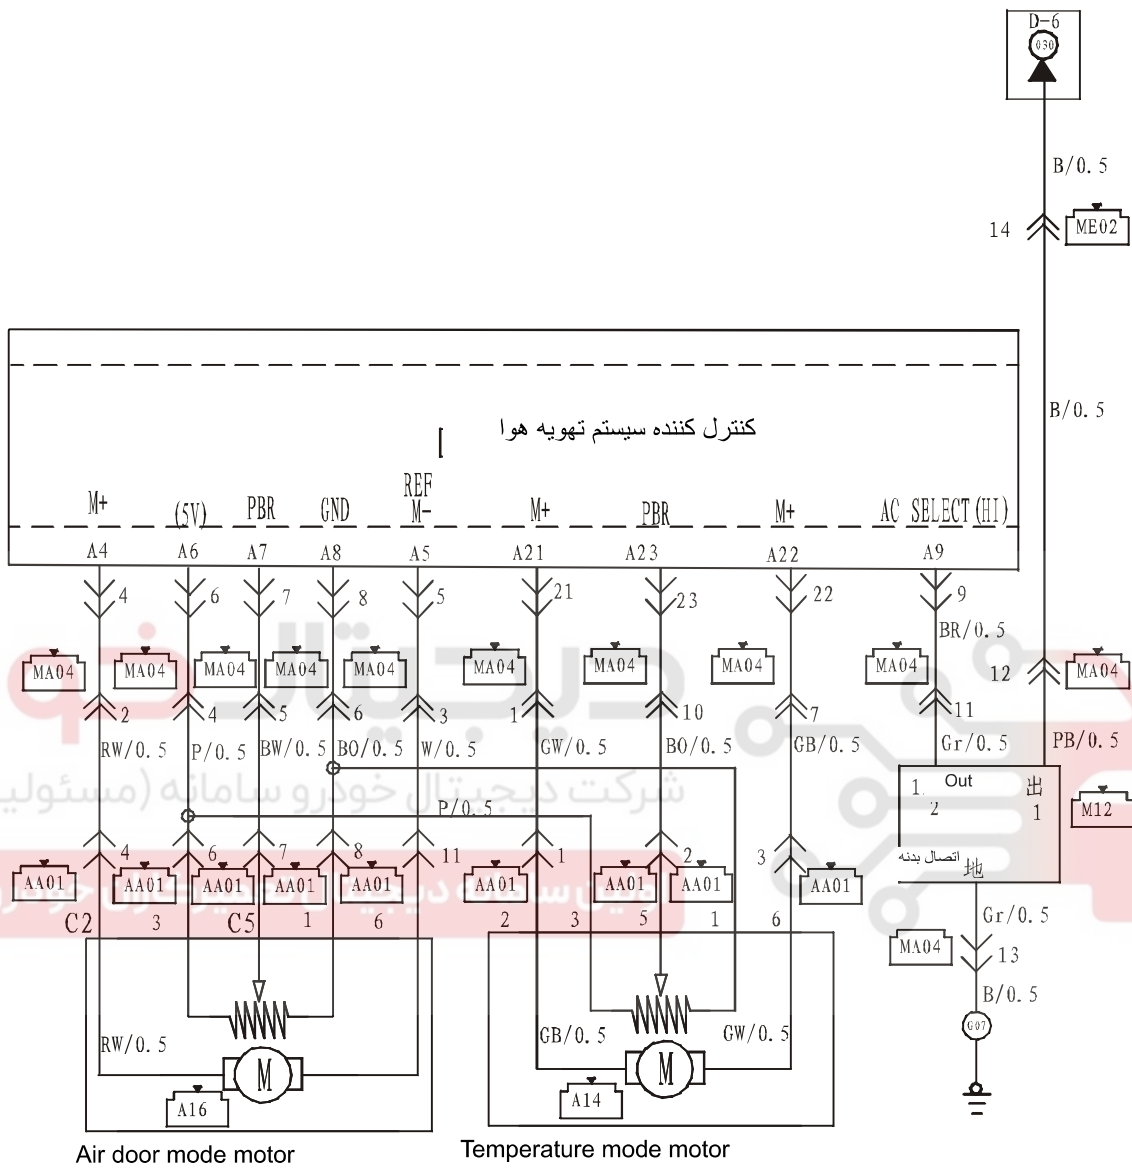 D-6
030
B/0.5
14
ME02
B/0.5
کنترل کننده سیستم تهویه هوا
[
REF
M+ (5V) PBR GND M- M+ PBR M+ AC SELECT(HI)
A4 A6 A7 A8 A5 A21 A23 A22 A9
4 6 7 8 5 21 23 22 9
BR/0.5
MA04 MA04 MA04 MA04 MA04 MA04 MA04 MA04 MA04 12 MA04
2 4 5 6 3 1 10 7 11
RW/0.5 P/0.5 BW/0.5 BO/0.5 W/0.5 GW/0.5 BO/0.5 GB/0.5 Gr/0.5 PB/0.5
دیجیتال خودرو
شرکت دیجیتال خودرو سامانه (مسئولیت
1. Out 出
P/0.5
2 1 M12
4 6 7 8 11 1 2 3
اتصال بدنه 地
AA01 AA01 AA01 AA01 AA01 AA01 AA01 AA01 AA01
اولین سامانه دیجیتال تعمیرکاران خودرو
C2 3 C5 1 6 2 3 5 1 6
Gr/0.5
MA04 13
B/0.5
G07
RW/0.5 GB/0.5 GW/0.5
M M
A16 A14
Air door mode motor Temperature mode motor